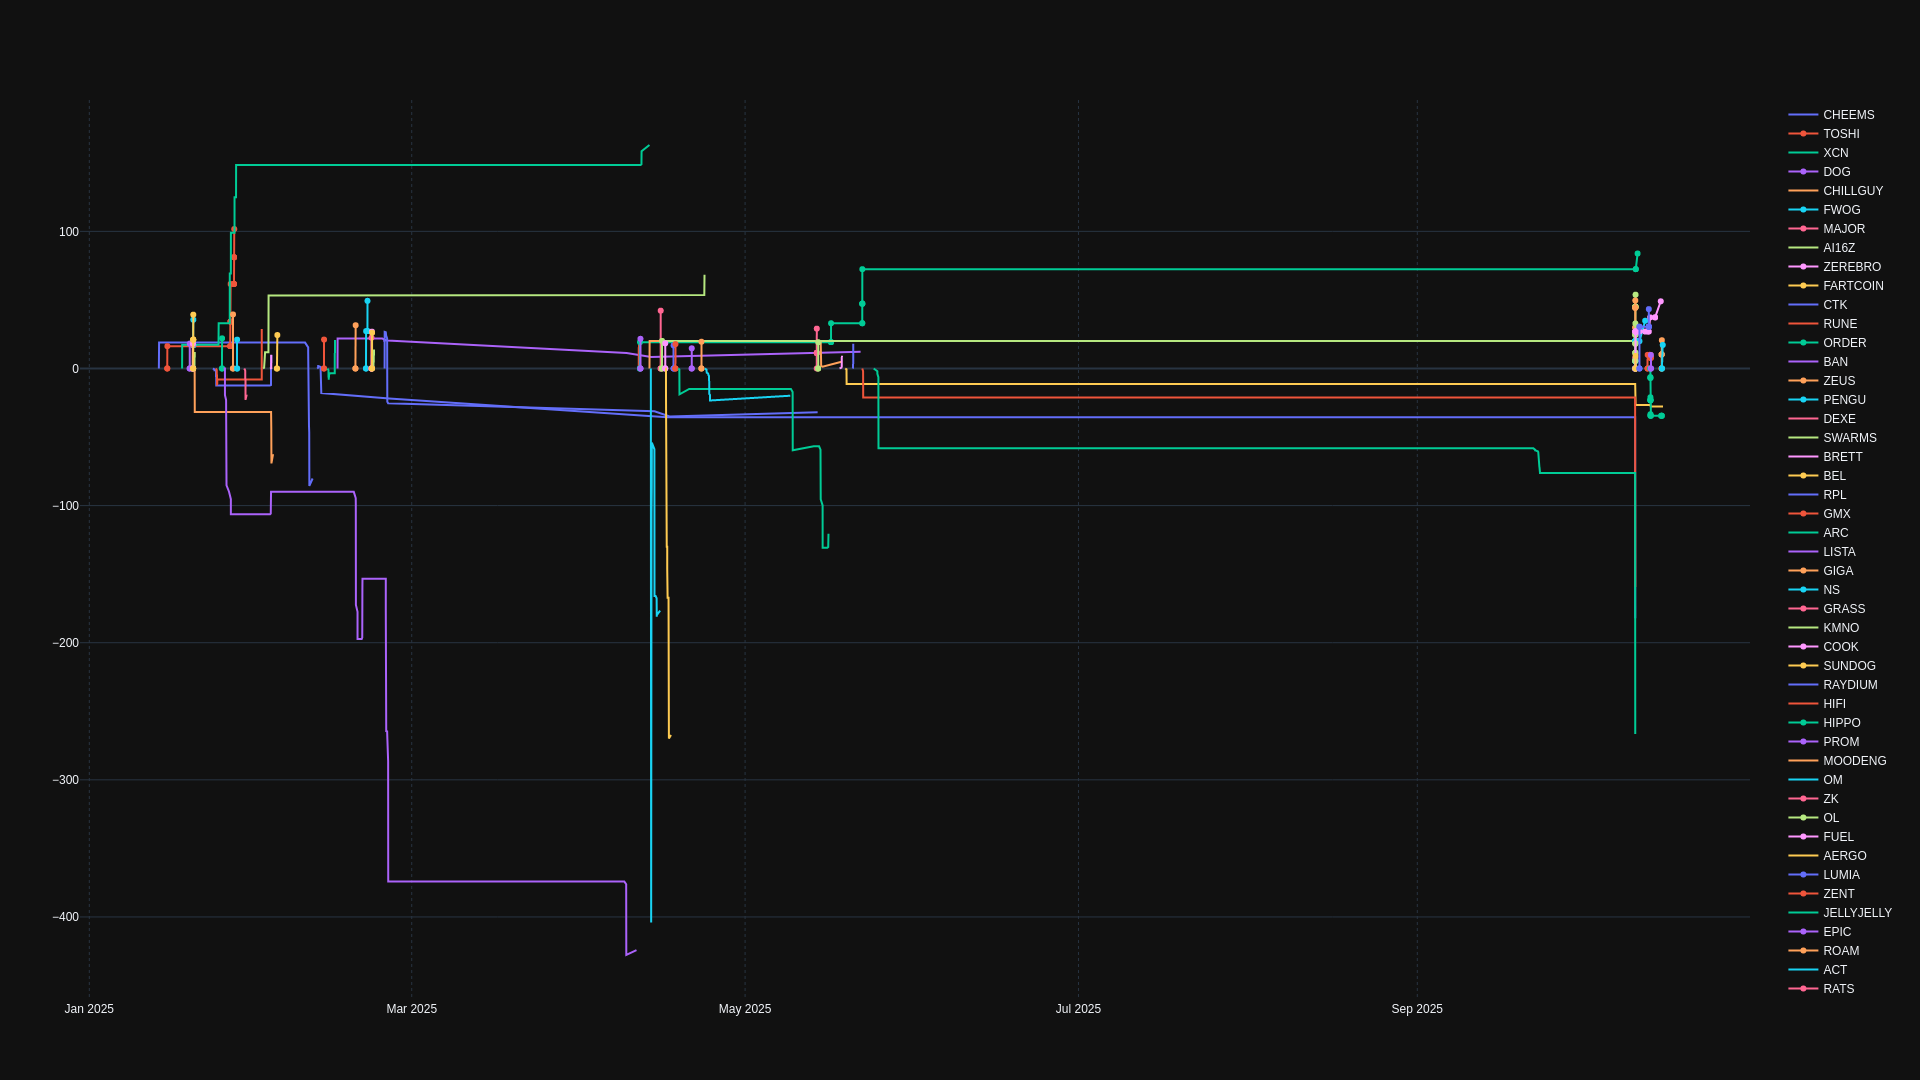 100
0
−100
−200
−300
−400
Jan 2025
Mar 2025
May 2025
Jul 2025
Sep 2025
CHEEMS
TOSHI
XCN
DOG
CHILLGUY
FWOG
MAJOR
AI16Z
ZEREBRO
FARTCOIN
CTK
RUNE
ORDER
BAN
ZEUS
PENGU
DEXE
SWARMS
BRETT
BEL
RPL
GMX
ARC
LISTA
GIGA
NS
GRASS
KMNO
COOK
SUNDOG
RAYDIUM
HIFI
HIPPO
PROM
MOODENG
OM
ZK
OL
FUEL
AERGO
LUMIA
ZENT
JELLYJELLY
EPIC
ROAM
ACT
RATS